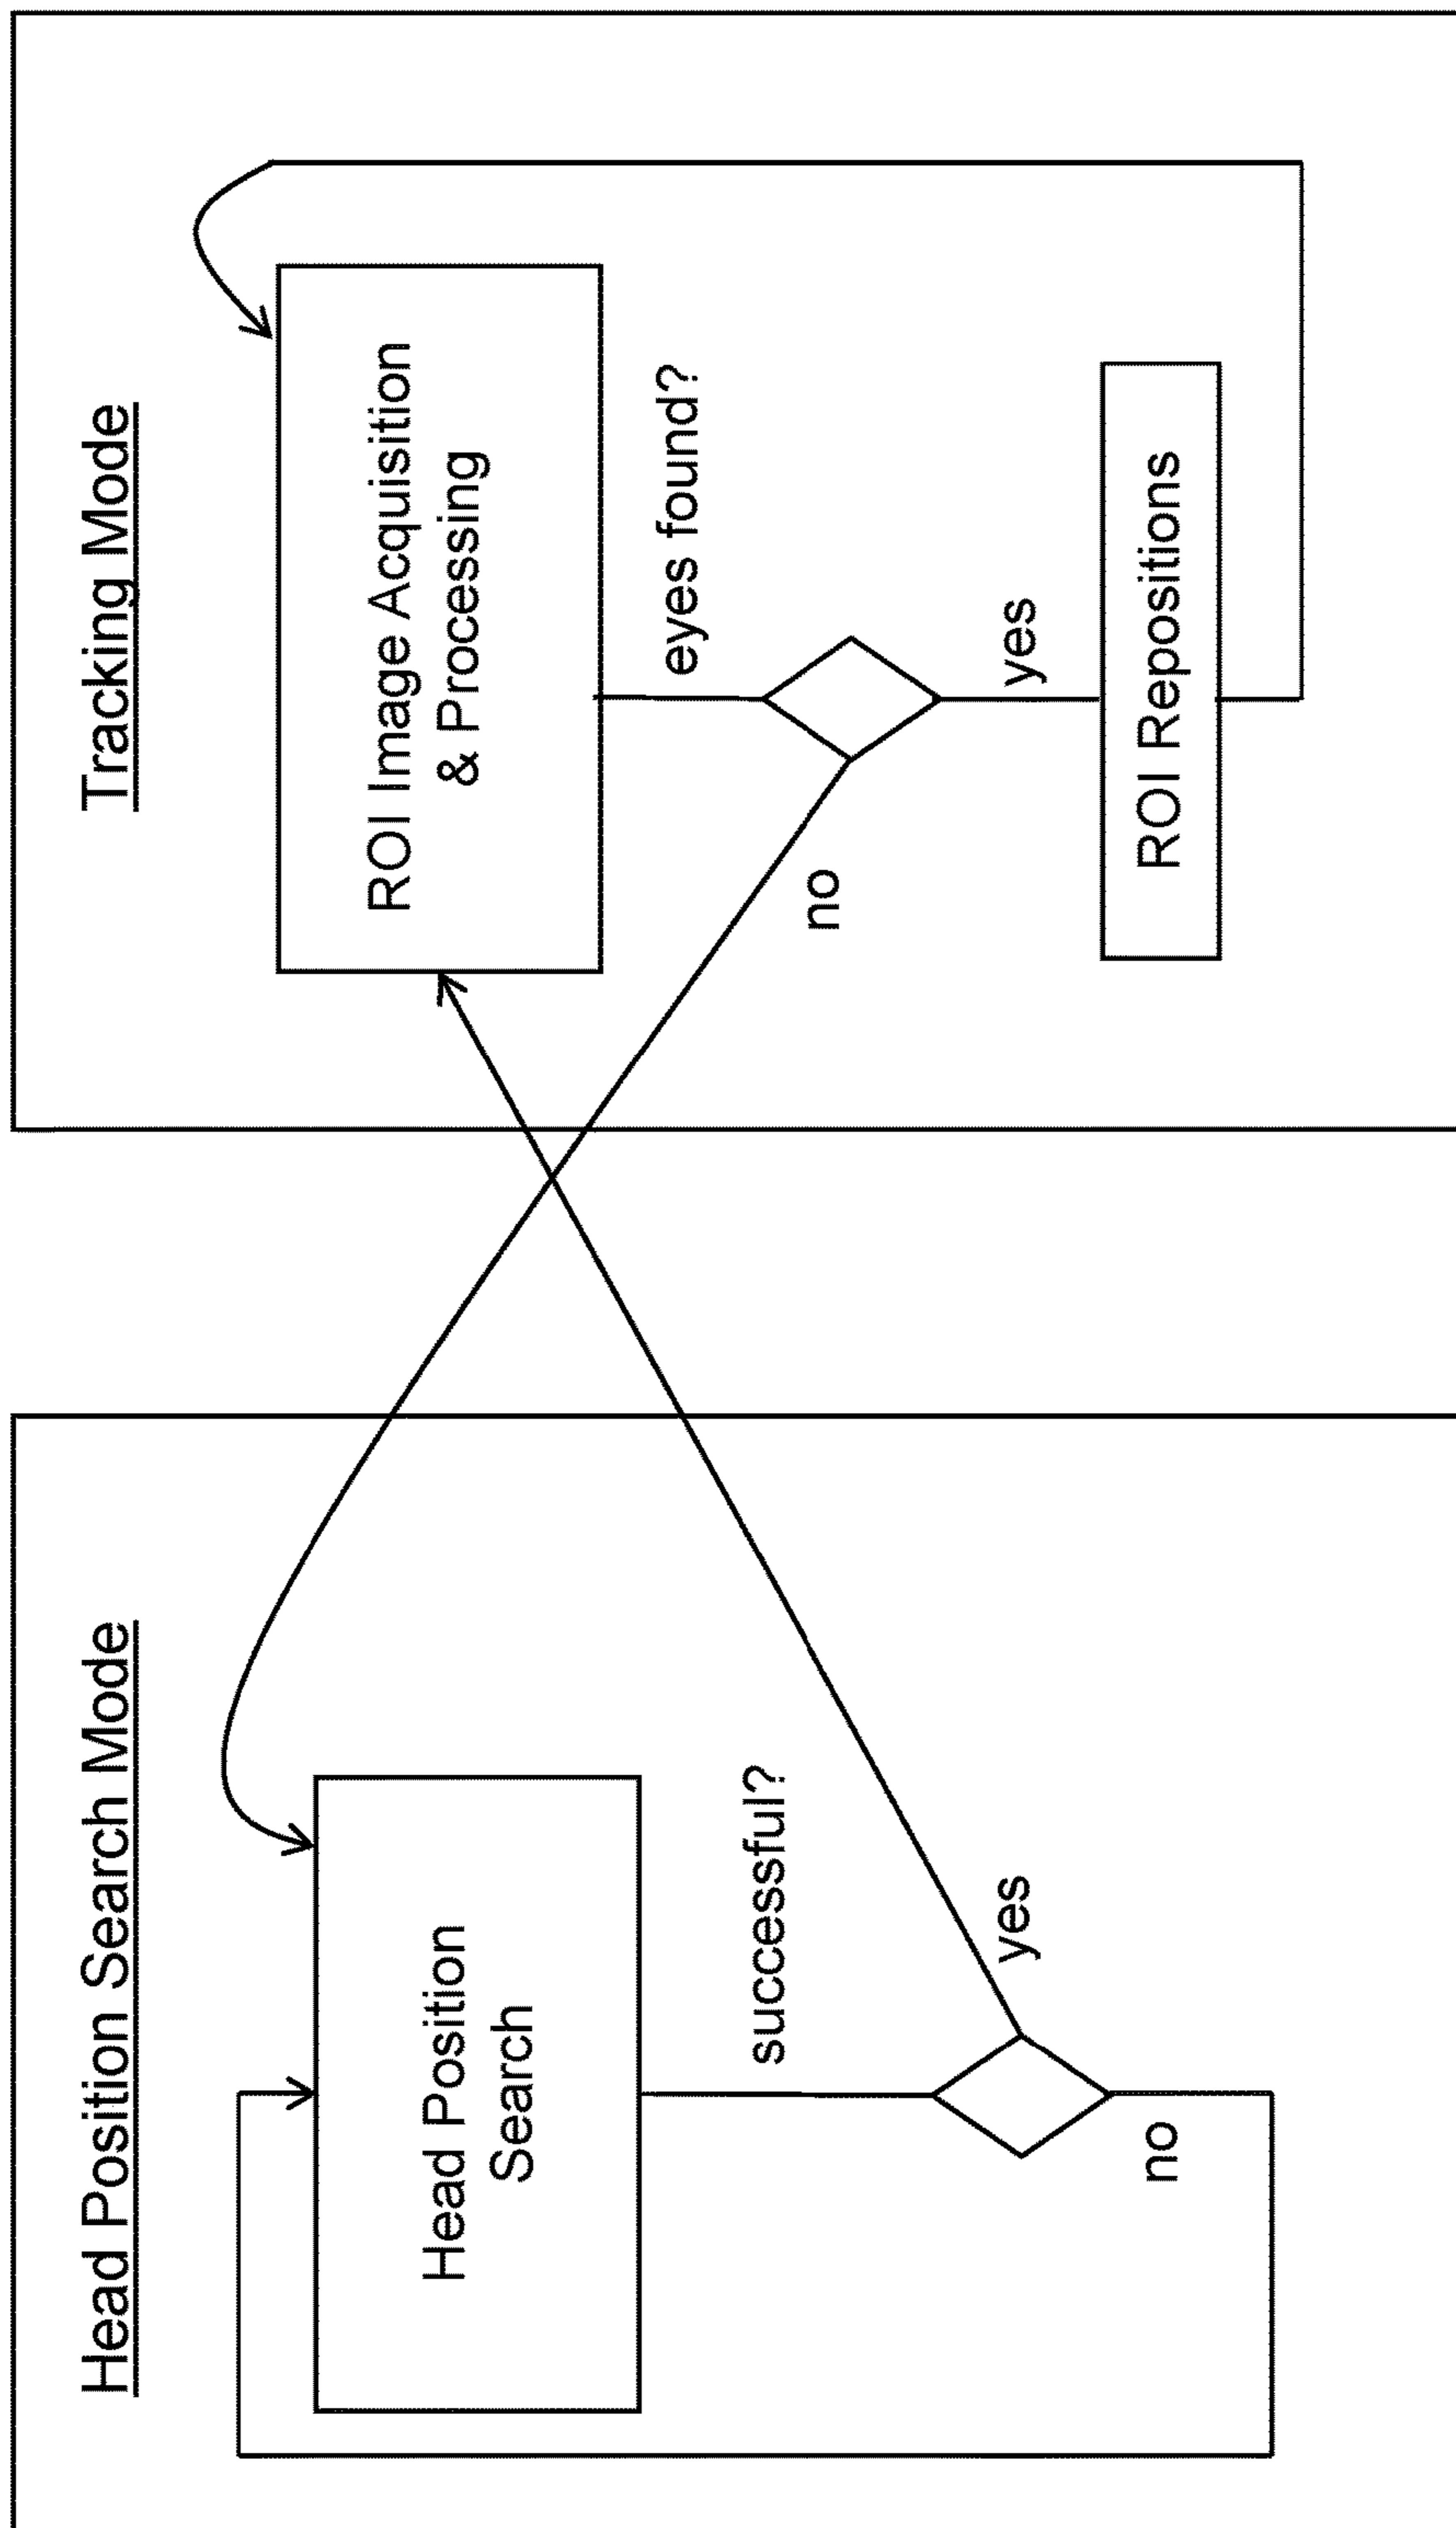 Head Position Search Mode
Head Position
Search
successful?
yes
no
Tracking Mode
ROI Image Acquisition
& Processing
eyes found?
no
yes
ROI Repositions